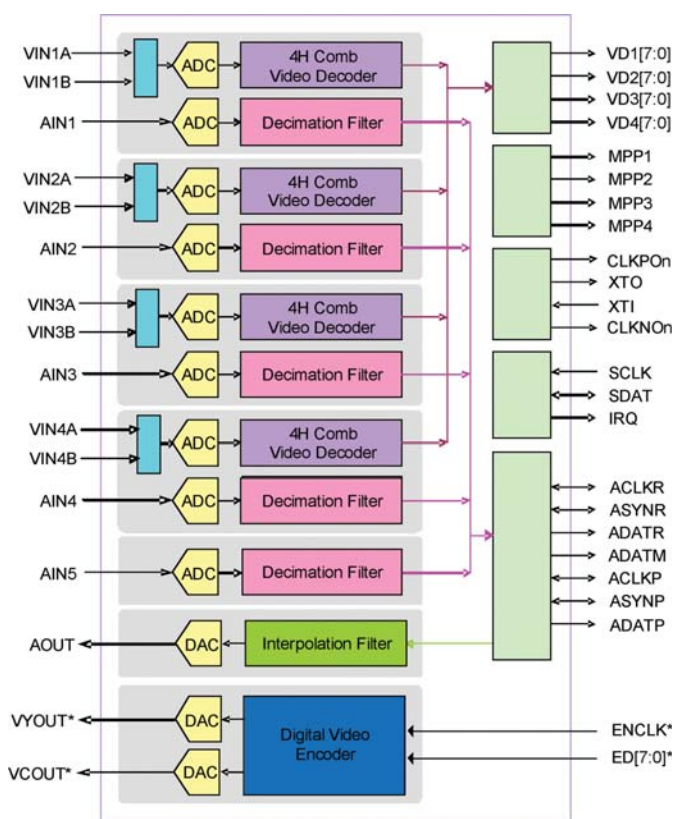 VIN1A
VIN1B
ADC
4H Comb
Video Decoder
AIN1
ADC
Decimation Filter
VIN2A
VIN2B
ADC
4H Comb
Video Decoder
AIN2
ADC
Decimation Filter
VIN3A
VIN3B
ADC
4H Comb
Video Decoder
AIN3
ADC
Decimation Filter
VIN4A
VIN4B
ADC
4H Comb
Video Decoder
AIN4
ADC
Decimation Filter
AIN5
ADC
Decimation Filter
AOUT
DAC
Interpolation Filter
VYOUT*
DAC
VCOUT*
DAC
Digital Video
Encoder
VD1[7:0]
VD2[7:0]
VD3[7:0]
VD4[7:0]
MPP1
MPP2
MPP3
MPP4
CLKPOn
XTO
XTI
CLKNOn
SCLK
SDAT
IRQ
ACLKR
ASYNR
ADATR
ADATM
ACLKP
ASYNP
ADATP
ENCLK*
ED[7:0]*